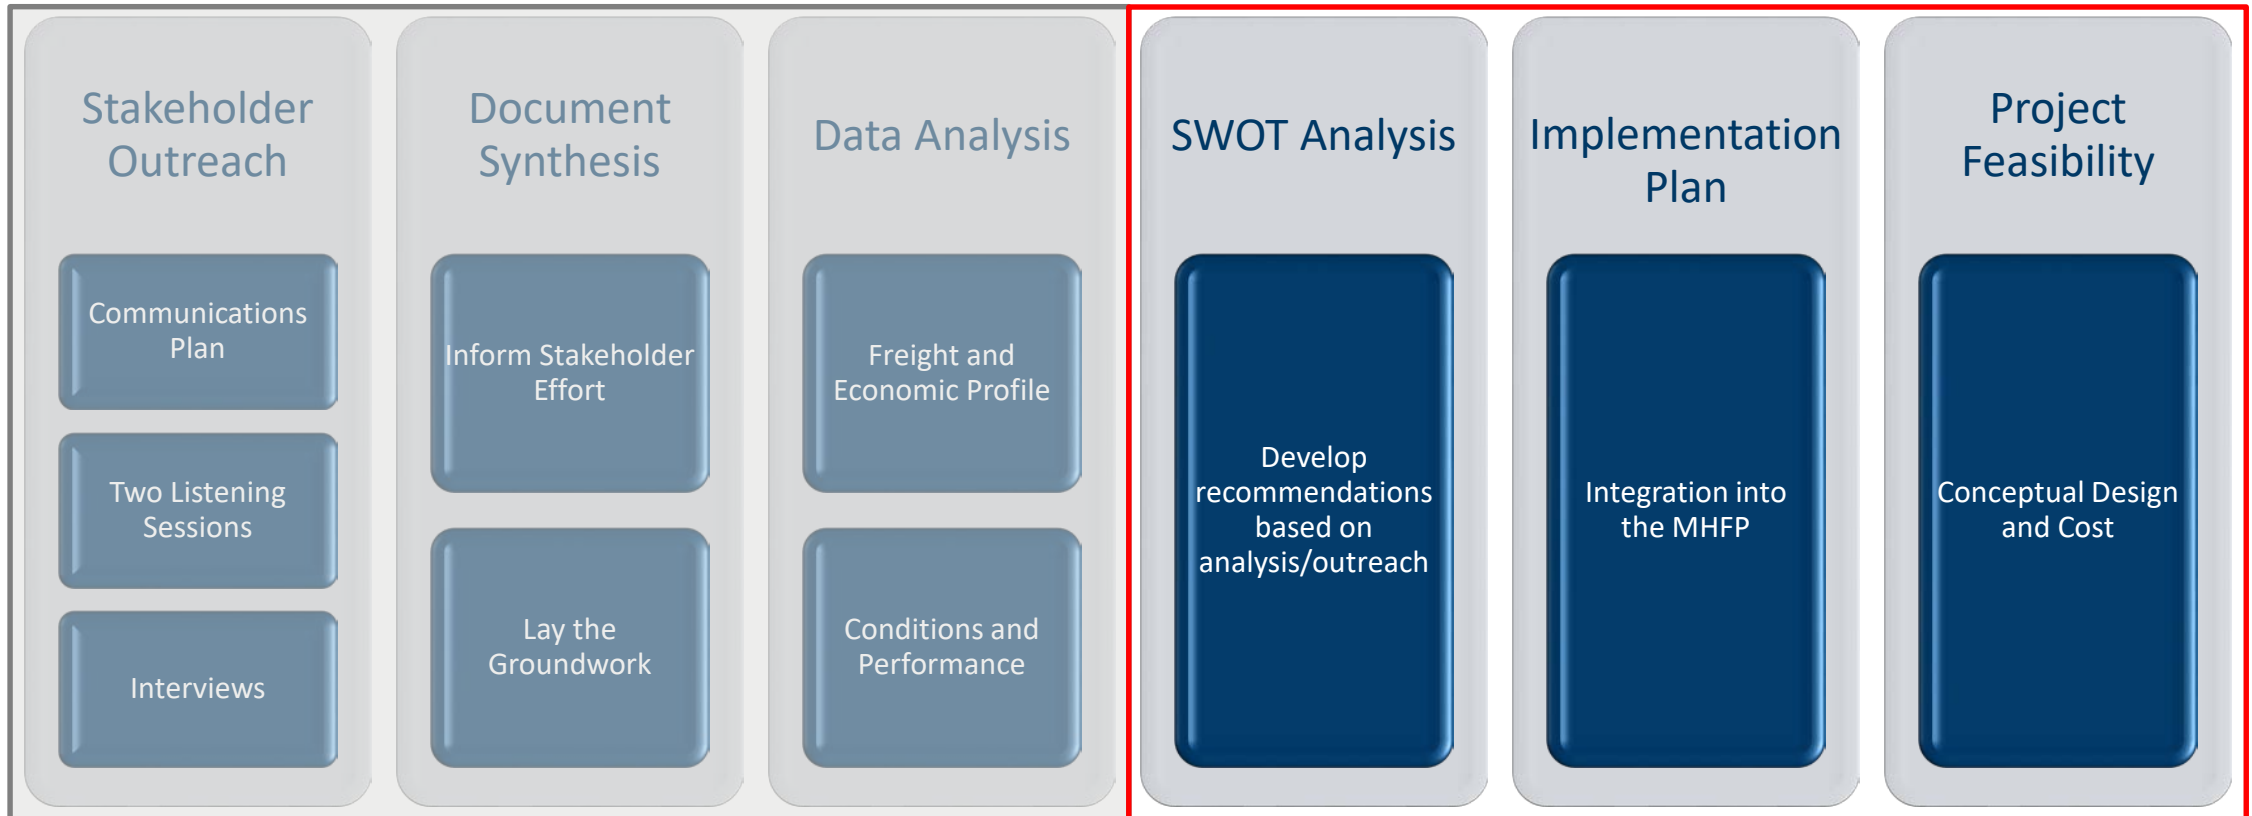 Stakeholder
Outreach
Communications
Plan
Two Listening
Sessions
Interviews
Document
Synthesis
Inform Stakeholder
Effort
Lay the
Groundwork
Data Analysis
Freight and
Economic Profile
Conditions and
Performance
SWOT Analysis
Develop
recommendations
based on
analysis/outreach
Implementation
Plan
Integration into
the MHFP
Project
Feasibility
Conceptual Design
and Cost